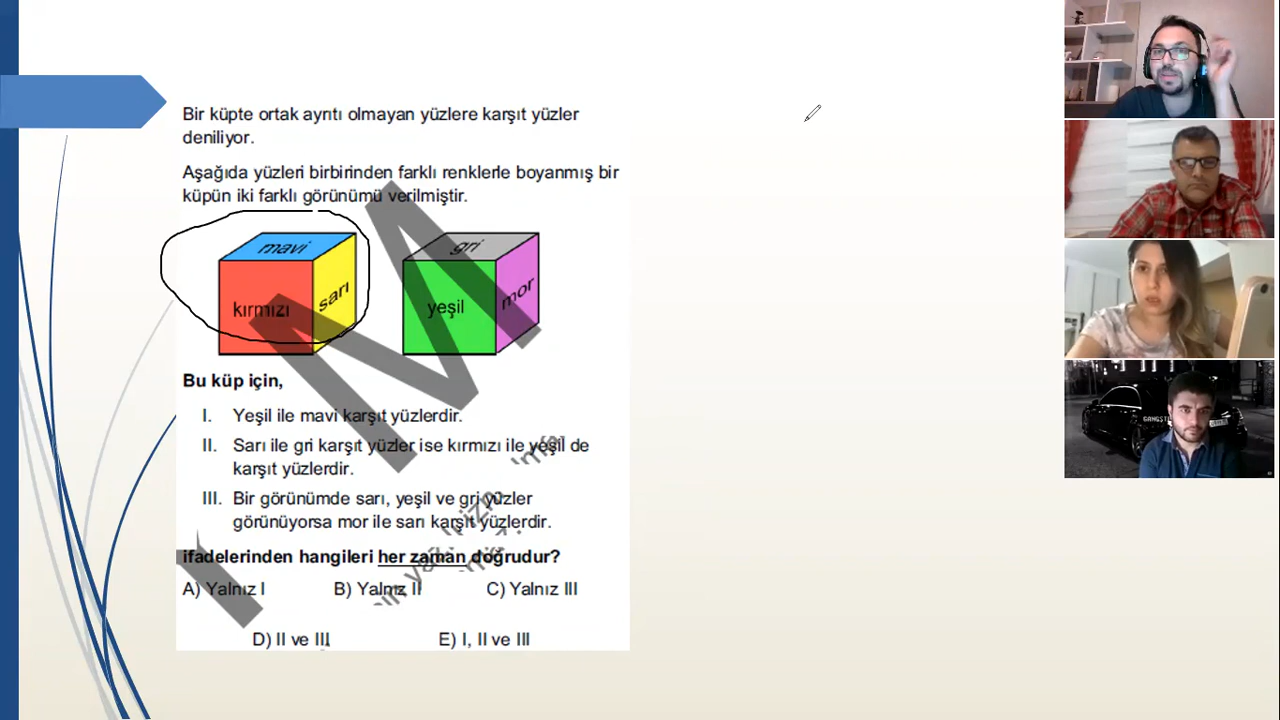 Bir küpte ortak ayrıtı olmayan yüzlere karşıt yüzler
deniliyor.
Aşağıda yüzleri birbirinden farklı renklerle boyanmış bir
küpün iki farklı görünümü verilmiştir.
mavi
kırmızı
sarı
gri
yeşil
mor
Bu küp için,
I. Yeşil ile mavi karşıt yüzlerdir.
II. Sarı ile gri karşıt yüzler ise kırmızı ile yeşil de
karşıt yüzlerdir.
III. Bir görünümde sarı, yeşil ve gri yüzler
görünüyorsa mor ile sarı karşıt yüzlerdir.
ifadelerinden hangileri her zaman doğrudur?
A) Yalnız I
B) Yalnız II
C) Yalnız III
D) II ve III
E) I, II ve III